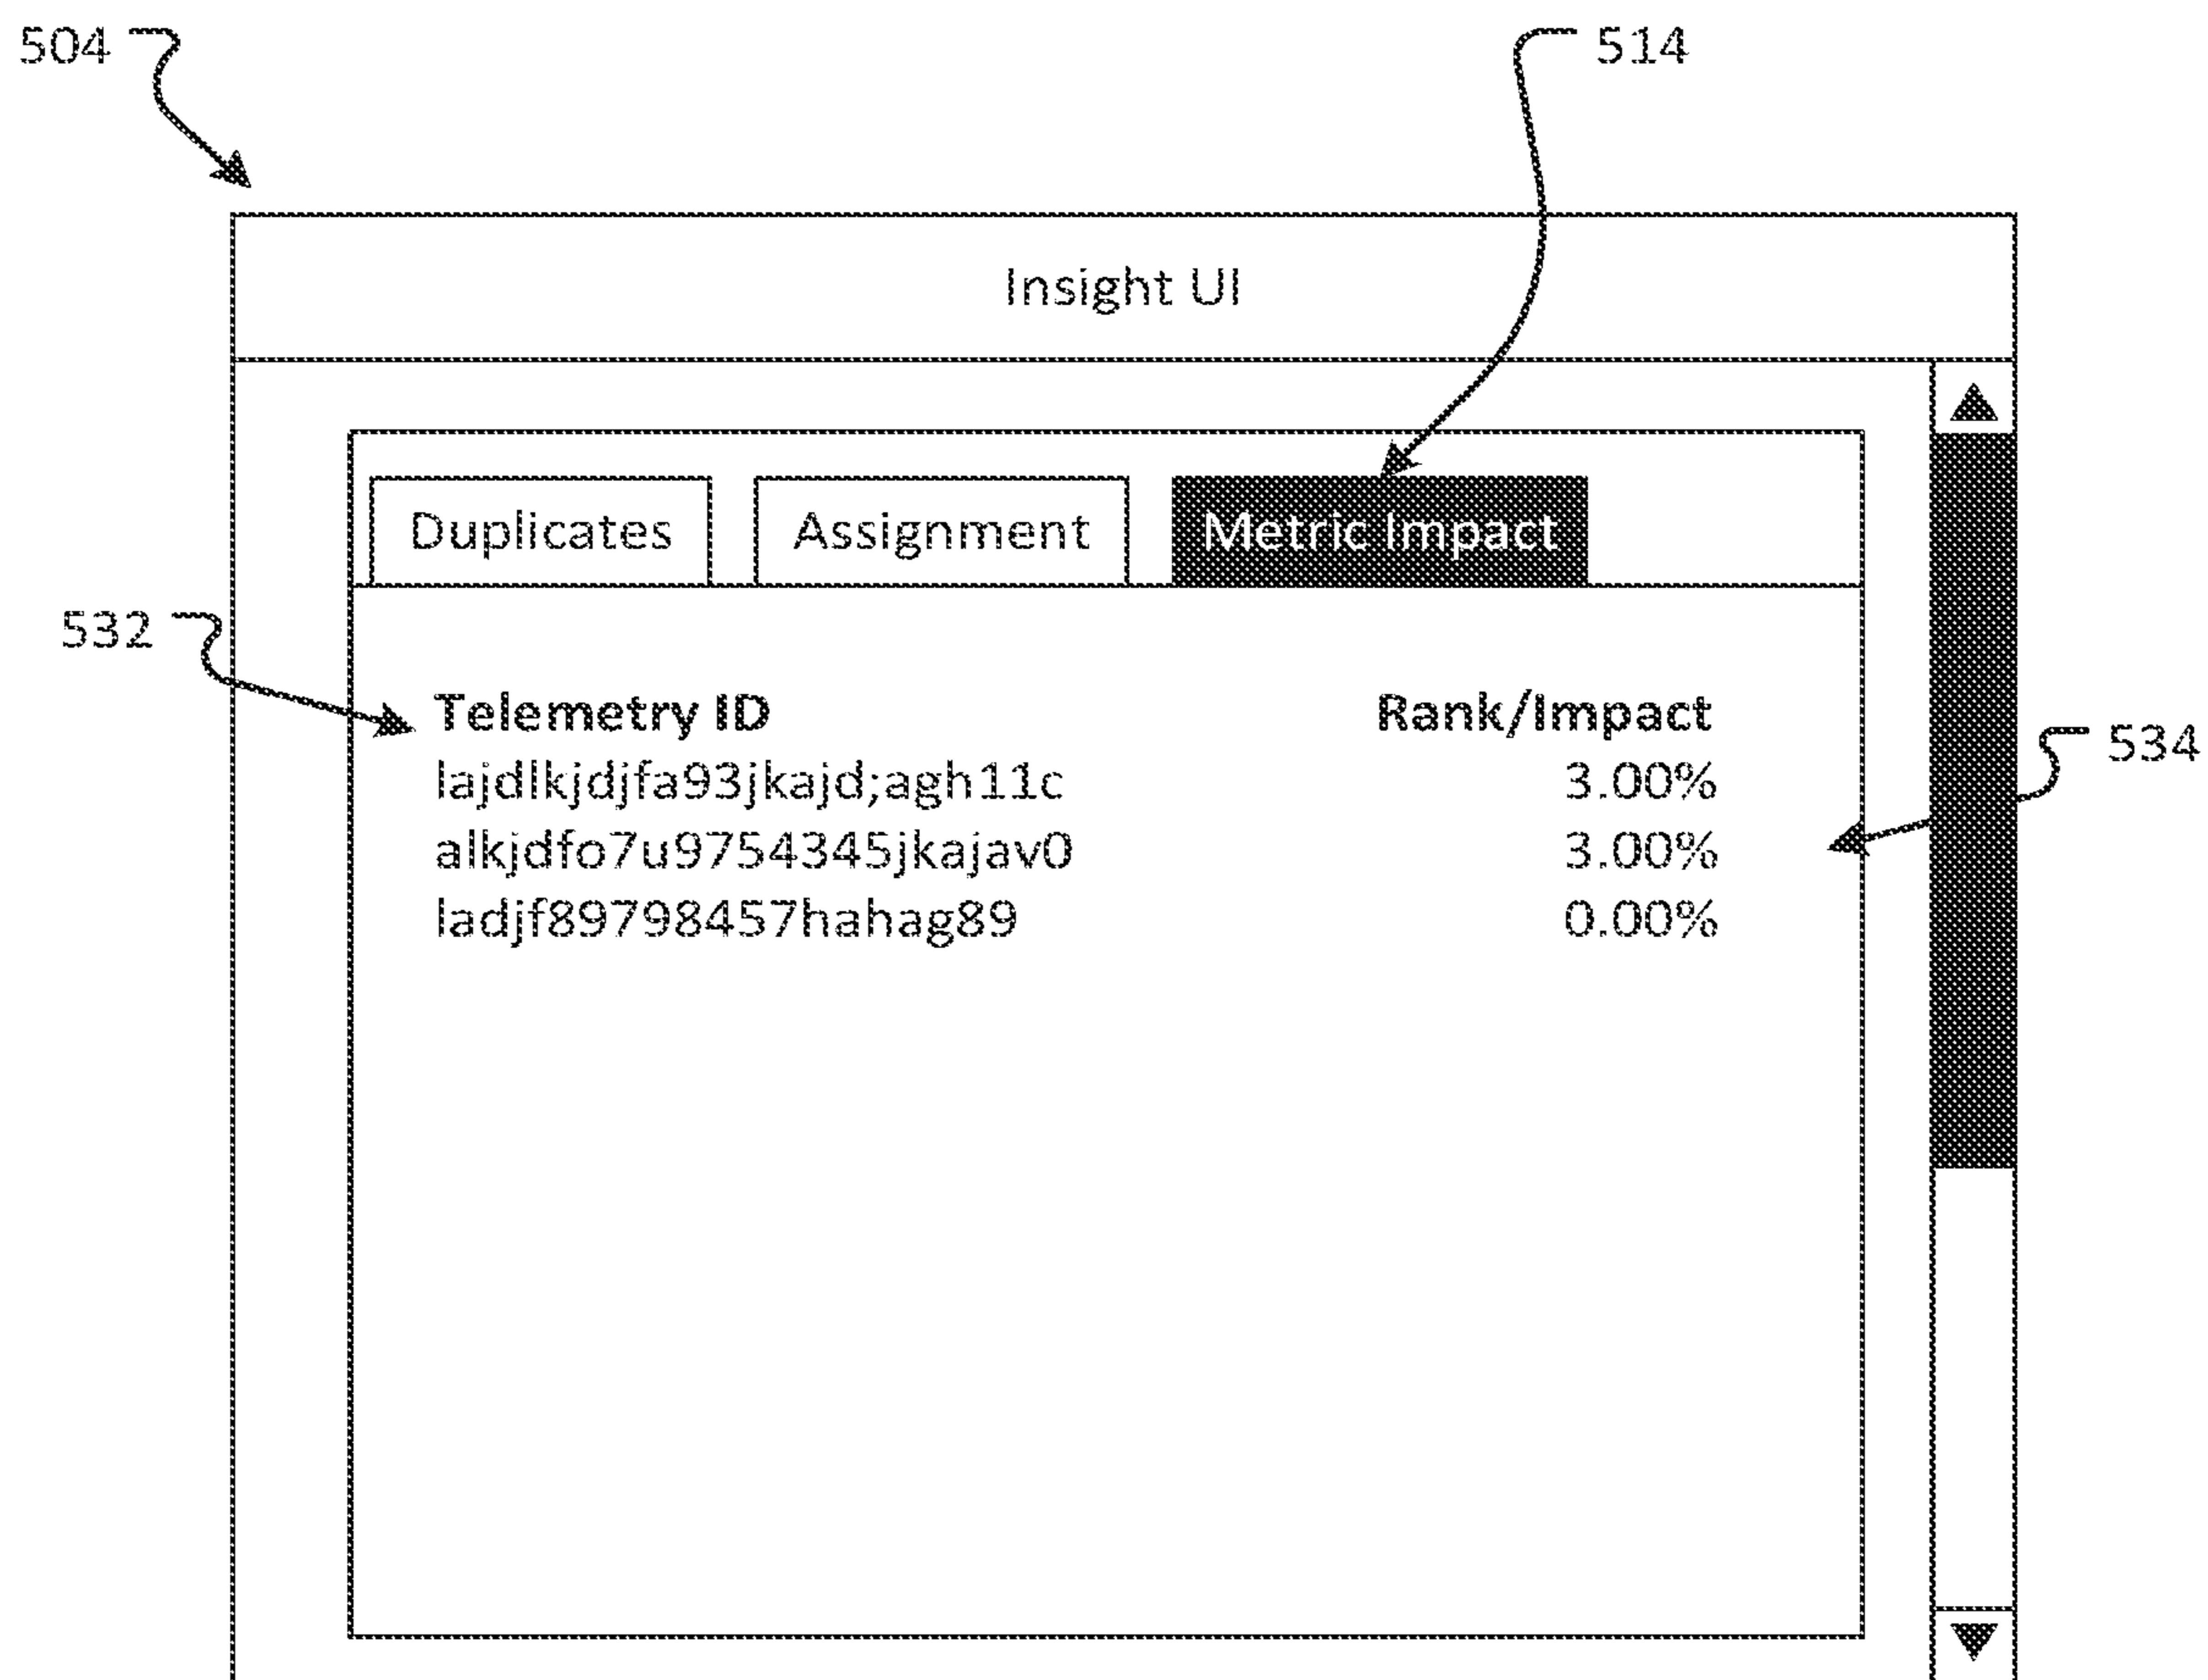 504
514
Insight UI
Duplicates Assignment Metric Impact
532
Telemetry ID Rank/Impact
534
lajdlkjdjfa93jkajd;agh11c 3.00%
alkjdfo7u9754345jkajav0 3.00%
ladjf89798457hahag89 0.00%